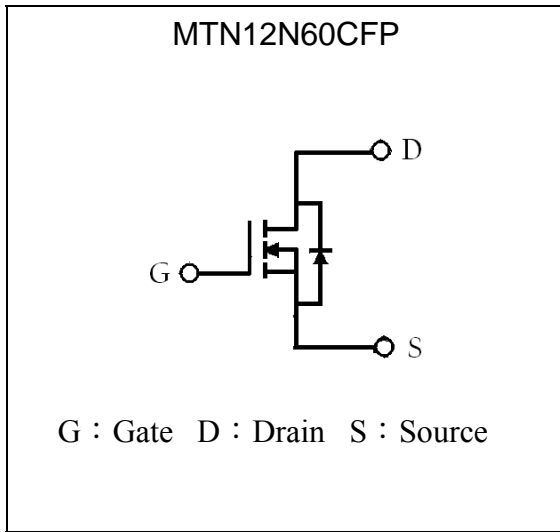 MTN12N60CFP
D
G
S
G：Gate D：Drain S：Source